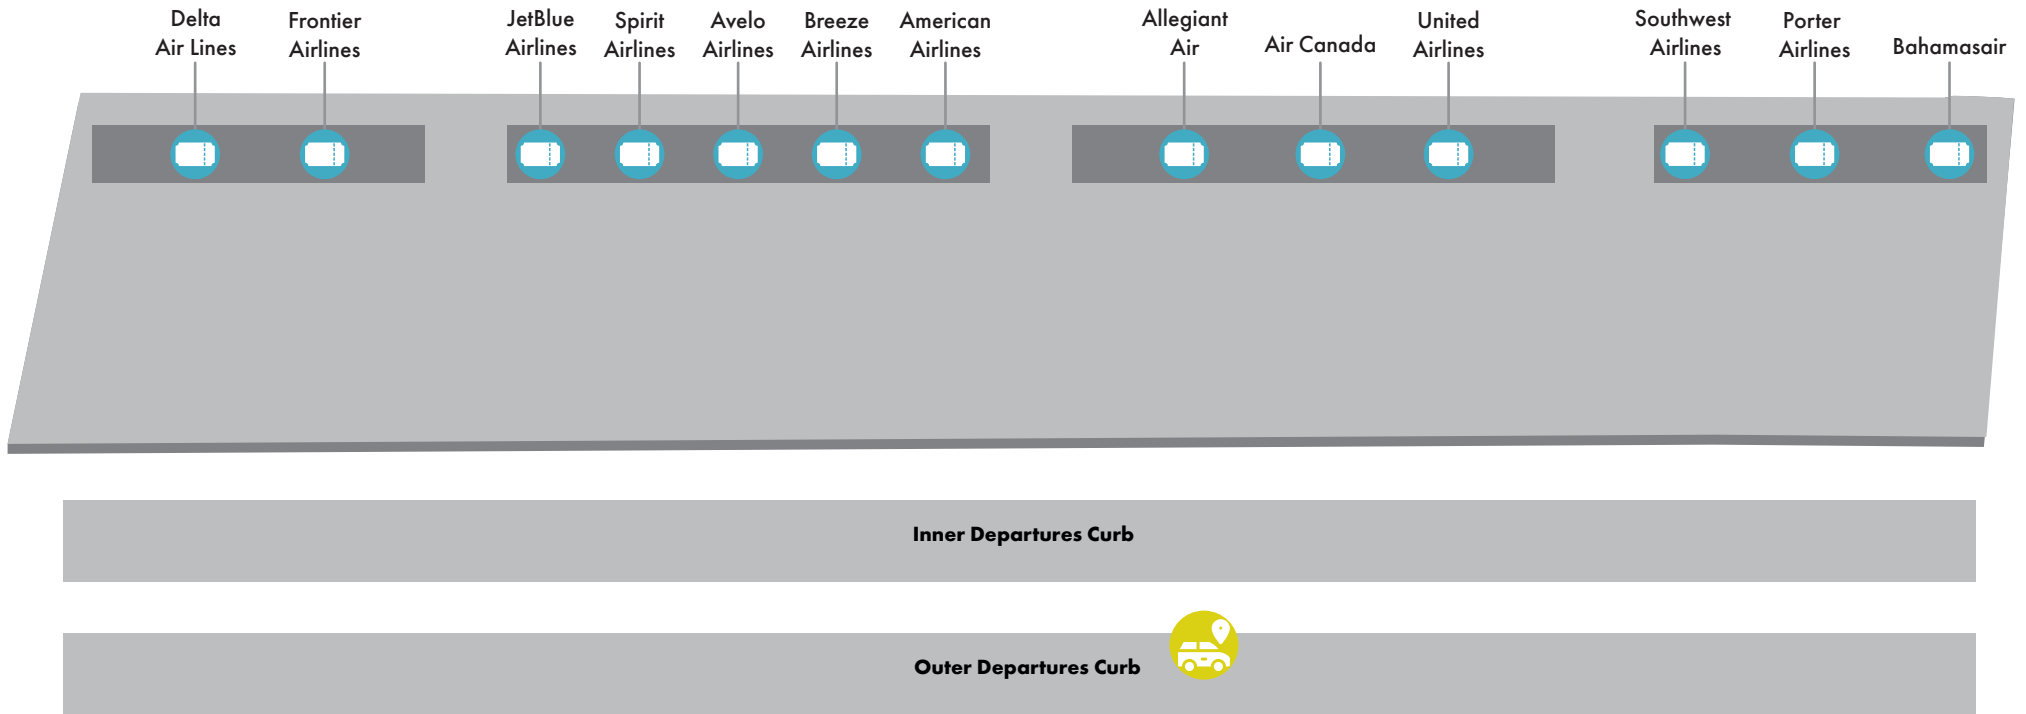 Delta
Air Lines
Frontier
Airlines
JetBlue
Airlines
Spirit
Airlines
Avelo
Airlines
Breeze
Airlines
American
Airlines
Allegiant
Air
Air Canada
United
Airlines
Southwest
Airlines
Porter
Airlines
Bahamasair
Inner Departures Curb
Outer Departures Curb